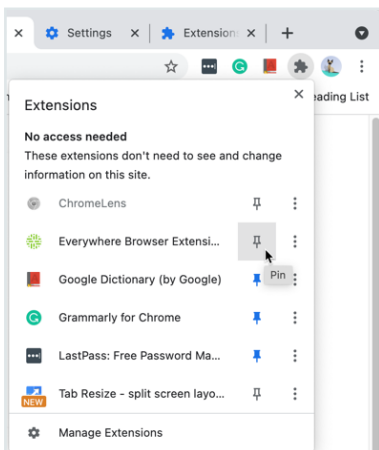 Settings Extension
eading List
Extensions
No access needed
These extensions don't need to see and change
information on this site.
ChromeLens
Everywhere Browser Extensi...
Pin
Google Dictionary (by Google)
Grammarly for Chrome
LastPass: Free Password Ma...
Tab Resize - split screen layo...
NEW
Manage Extensions